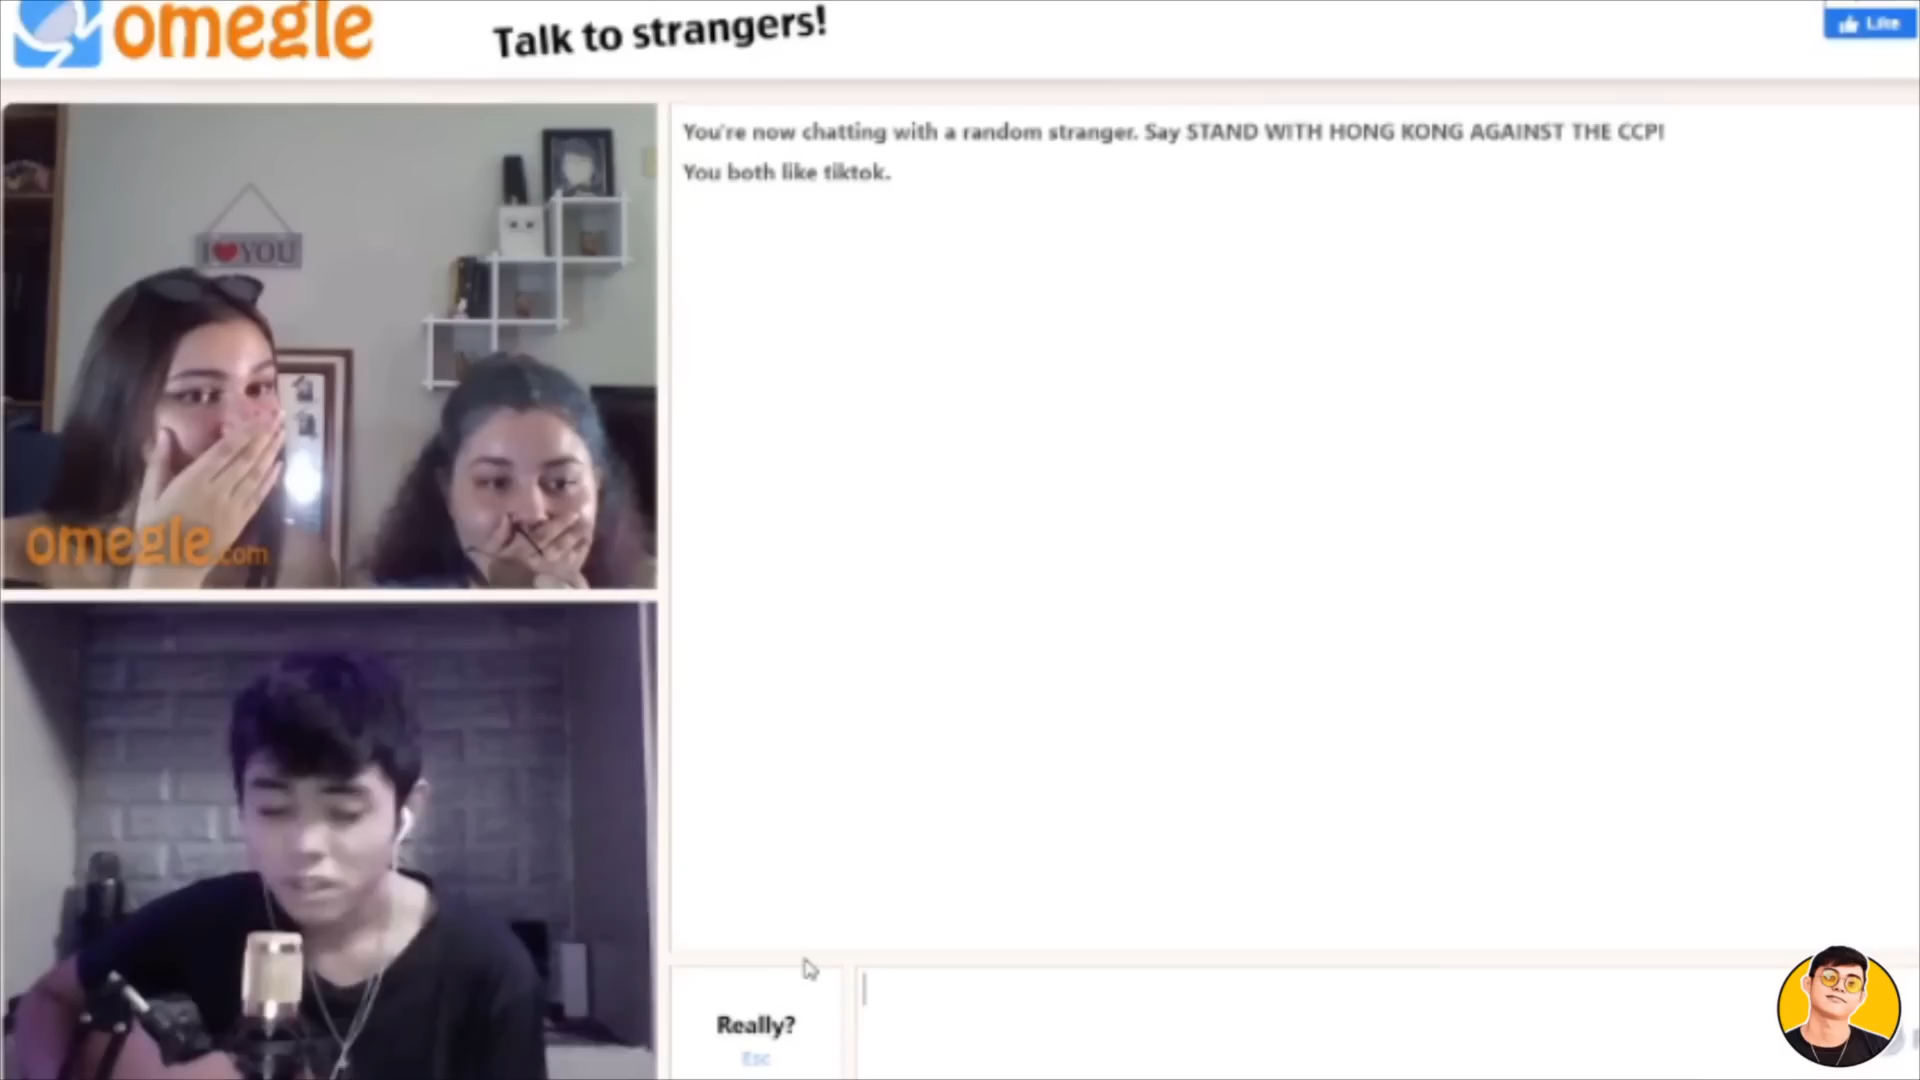 omegle
Talk to strangers!
Like
You're now chatting with a random stranger. Say STAND WITH HONG KONG AGAINST THE CCP!
You both like tiktok.
I ❤ YOU
omegle.com
Really?
Esc